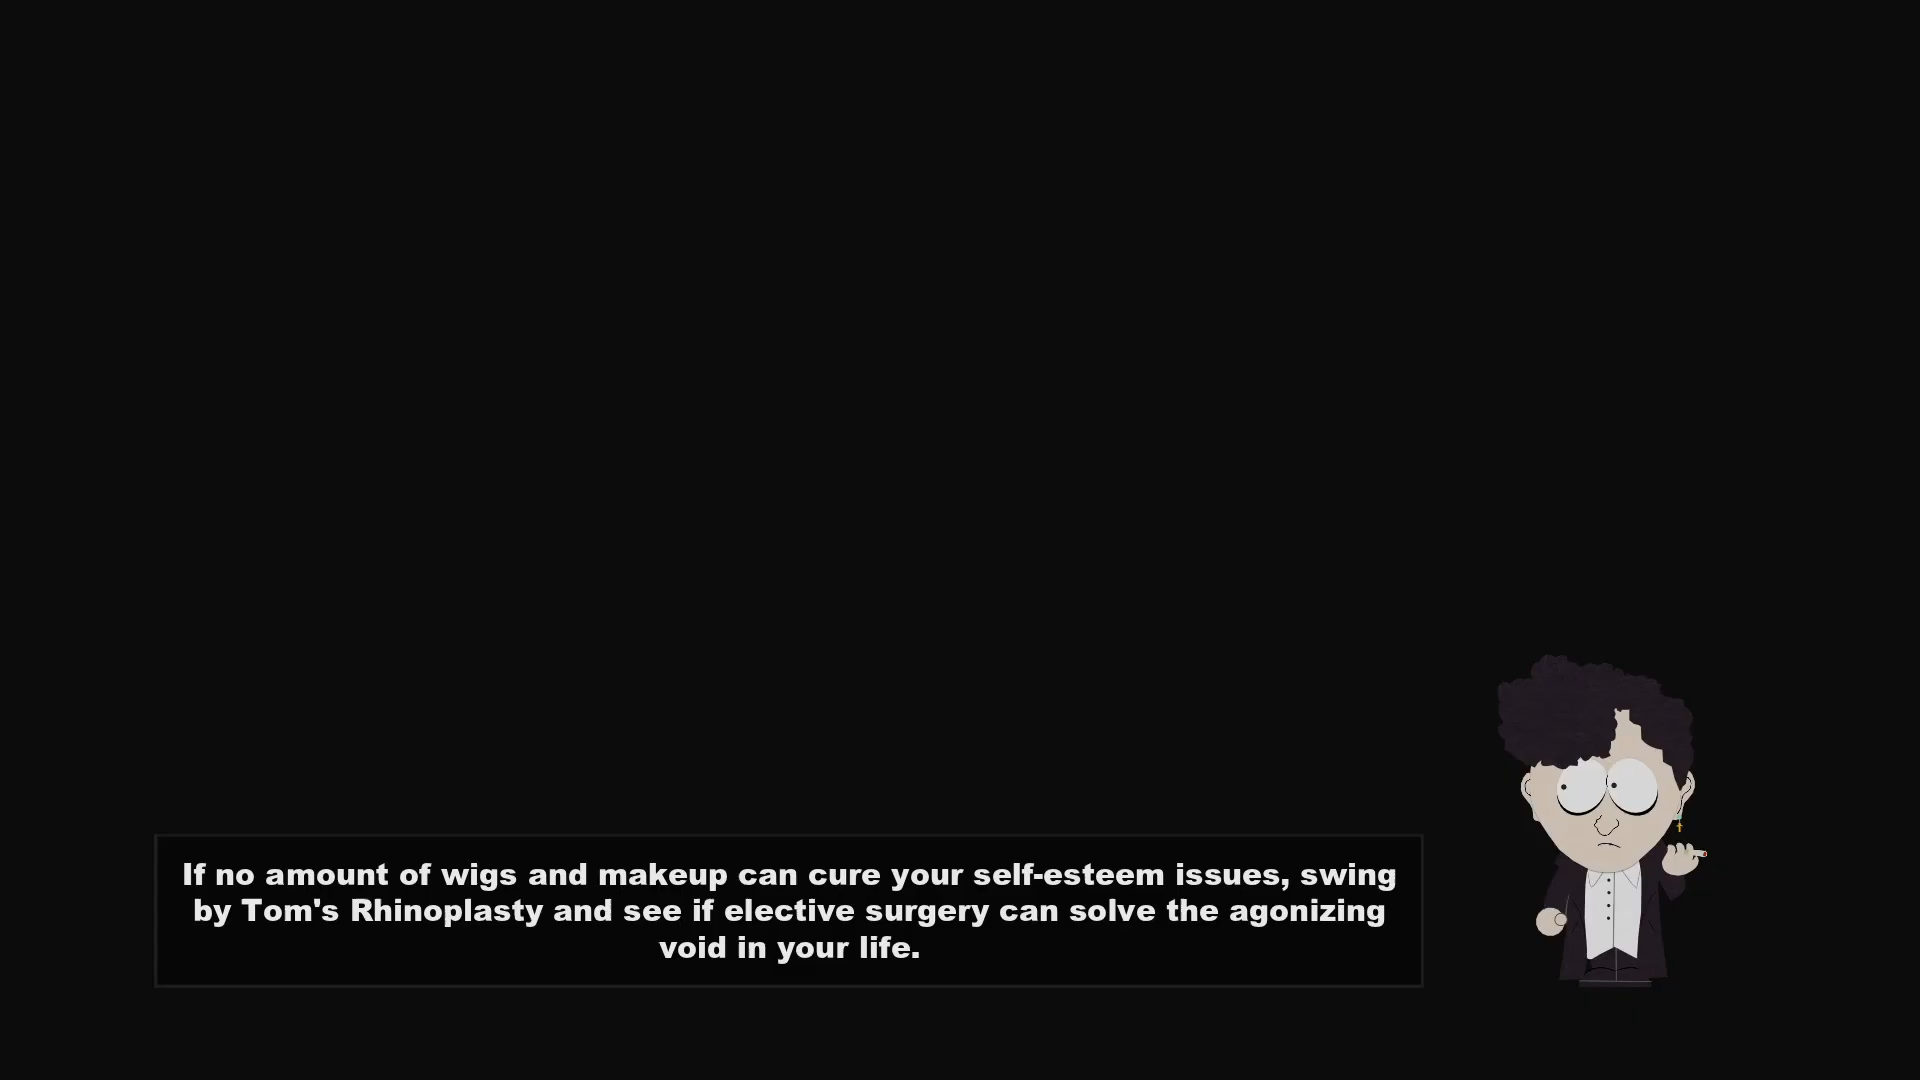 If no amount of wigs and makeup can cure your self-esteem issues, swing
by Tom's Rhinoplasty and see if elective surgery can solve the agonizing
void in your life.